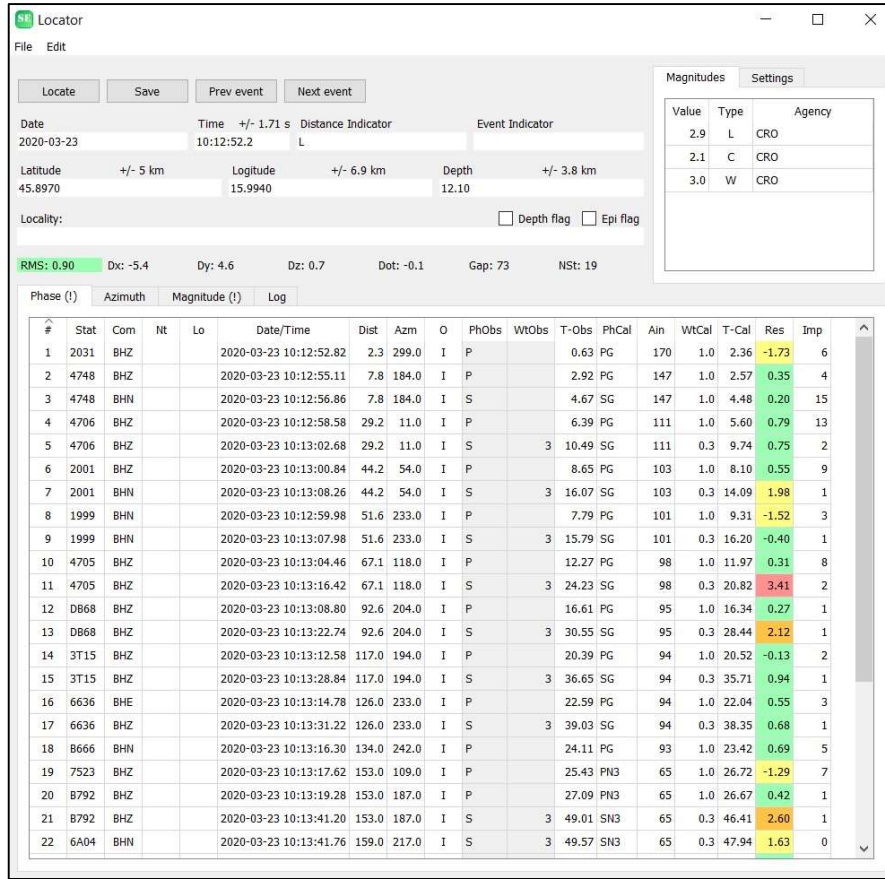 SE Locator
File Edit
Locate Save Prev event Next event
Magnitudes Settings
Date Time +/- 1.71 s Distance Indicator Event Indicator
2020-03-23 10:12:52.2 L
Latitude +/- 5 km Logitude +/- 6.9 km Depth +/- 3.8 km
45.8970 15.9940 12.10
Locality: Depth flag Epi flag
Value Type Agency
2.9 L CRO
2.1 C CRO
3.0 W CRO
RMS: 0.90 Dx: -5.4 Dy: 4.6 Dz: 0.7 Dot: -0.1 Gap: 73 NSt: 19
Phase (!) Azimuth Magnitude (!) Log
# Stat Com Nt Lo Date/Time Dist Azm O PhObs WtObs T-Obs PhCal Ain WtCal T-Cal Res Imp
1 2031 BHZ 2020-03-23 10:12:52.82 2.3 299.0 I P 0.63 PG 170 1.0 2.36 -1.73 6
2 4748 BHZ 2020-03-23 10:12:55.11 7.8 184.0 I P 2.92 PG 147 1.0 2.57 0.35 4
3 4748 BHN 2020-03-23 10:12:56.86 7.8 184.0 I S 4.67 SG 147 1.0 4.48 0.20 15
4 4706 BHZ 2020-03-23 10:12:58.58 29.2 11.0 I P 6.39 PG 111 1.0 5.60 0.79 13
5 4706 BHZ 2020-03-23 10:13:02.68 29.2 11.0 I S 3 10.49 SG 111 0.3 9.74 0.75 2
6 2001 BHZ 2020-03-23 10:13:00.84 44.2 54.0 I P 8.65 PG 103 1.0 8.10 0.55 9
7 2001 BHN 2020-03-23 10:13:08.26 44.2 54.0 I S 3 16.07 SG 103 0.3 14.09 1.98 1
8 1999 BHN 2020-03-23 10:12:59.98 51.6 233.0 I P 7.79 PG 101 1.0 9.31 -1.52 3
9 1999 BHN 2020-03-23 10:13:07.98 51.6 233.0 I S 3 15.79 SG 101 0.3 16.20 -0.40 1
10 4705 BHZ 2020-03-23 10:13:04.46 67.1 118.0 I P 12.27 PG 98 1.0 11.97 0.31 8
11 4705 BHZ 2020-03-23 10:13:16.42 67.1 118.0 I S 3 24.23 SG 98 0.3 20.82 3.41 2
12 DB68 BHZ 2020-03-23 10:13:08.80 92.6 204.0 I P 16.61 PG 95 1.0 16.34 0.27 1
13 DB68 BHZ 2020-03-23 10:13:22.74 92.6 204.0 I S 3 30.55 SG 95 0.3 28.44 2.12 1
14 3T15 BHZ 2020-03-23 10:13:12.58 117.0 194.0 I P 20.39 PG 94 1.0 20.52 -0.13 2
15 3T15 BHZ 2020-03-23 10:13:28.84 117.0 194.0 I S 3 36.65 SG 94 0.3 35.71 0.94 1
16 6636 BHE 2020-03-23 10:13:14.78 126.0 233.0 I P 22.59 PG 94 1.0 22.04 0.55 3
17 6636 BHZ 2020-03-23 10:13:31.22 126.0 233.0 I S 3 39.03 SG 94 0.3 38.35 0.68 1
18 B666 BHN 2020-03-23 10:13:16.30 134.0 242.0 I P 24.11 PG 93 1.0 23.42 0.69 5
19 7523 BHZ 2020-03-23 10:13:17.62 153.0 109.0 I P 25.43 PN3 65 1.0 26.72 -1.29 7
20 B792 BHZ 2020-03-23 10:13:19.28 153.0 187.0 I P 27.09 PN3 65 1.0 26.67 0.42 1
21 B792 BHZ 2020-03-23 10:13:41.20 153.0 187.0 I S 3 49.01 SN3 65 0.3 46.41 2.60 1
22 6A04 BHN 2020-03-23 10:13:41.76 159.0 217.0 I S 3 49.57 SN3 65 0.3 47.94 1.63 0